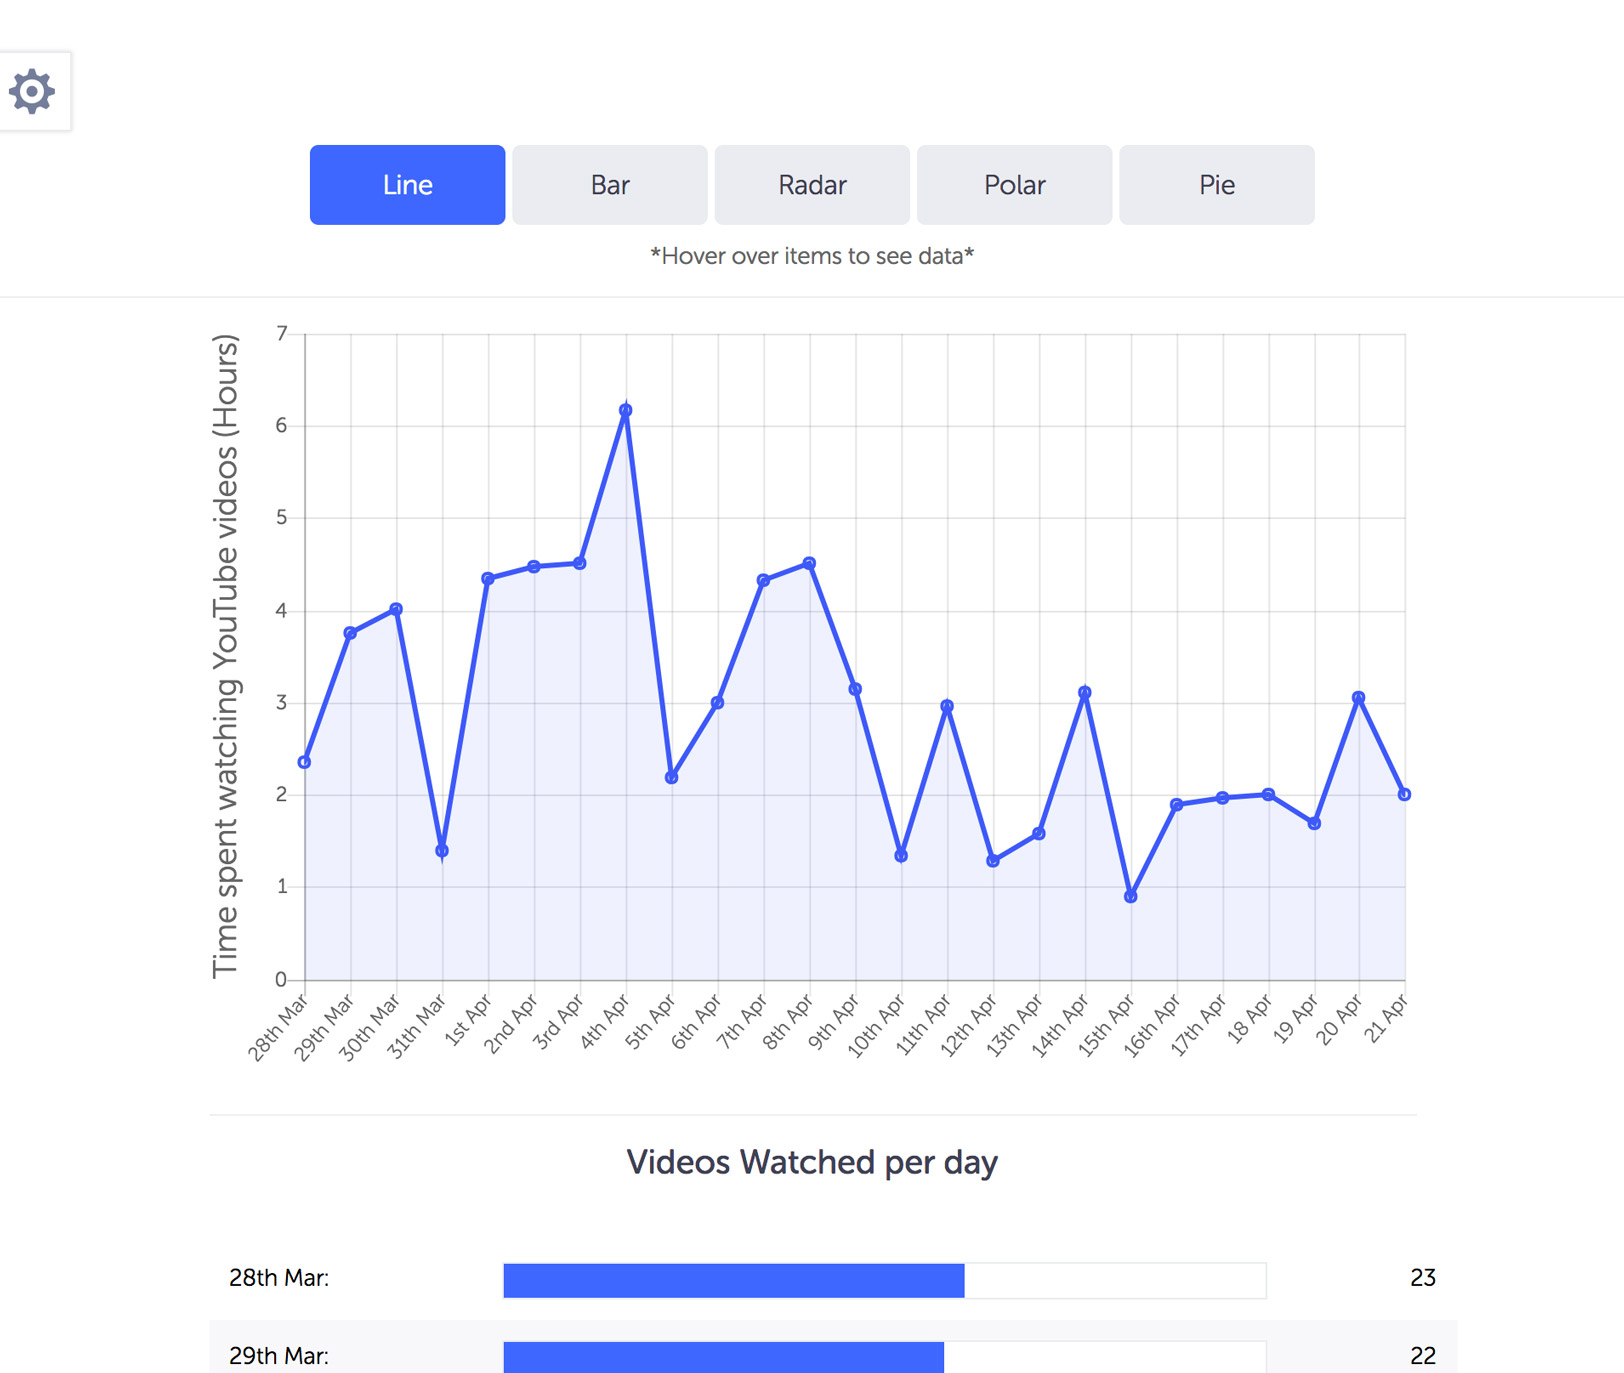 Line
Bar
Radar
Polar
Pie
*Hover over items to see data*
Time spent watching YouTube videos (Hours)
7
6
5
4
3
2
1
0
28th Mar
29th Mar
30th Mar
31th Mar
1st Apr
2nd Apr
3rd Apr
4th Apr
5th Apr
6th Apr
7th Apr
8th Apr
9th Apr
10th Apr
11th Apr
12th Apr
13th Apr
14th Apr
15th Apr
16th Apr
17th Apr
18 Apr
19 Apr
20 Apr
21 Apr
Videos Watched per day
28th Mar: 23
29th Mar: 22